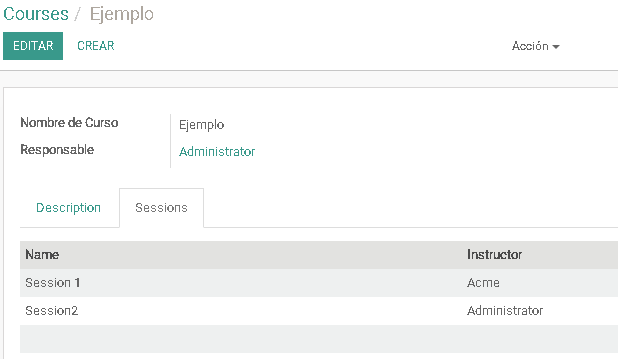 Courses / Ejemplo
EDITAR CREAR Acción
Nombre de Curso Ejemplo
Responsable Administrator
Description Sessions
Name Instructor
Session 1 Acme
Session2 Administrator